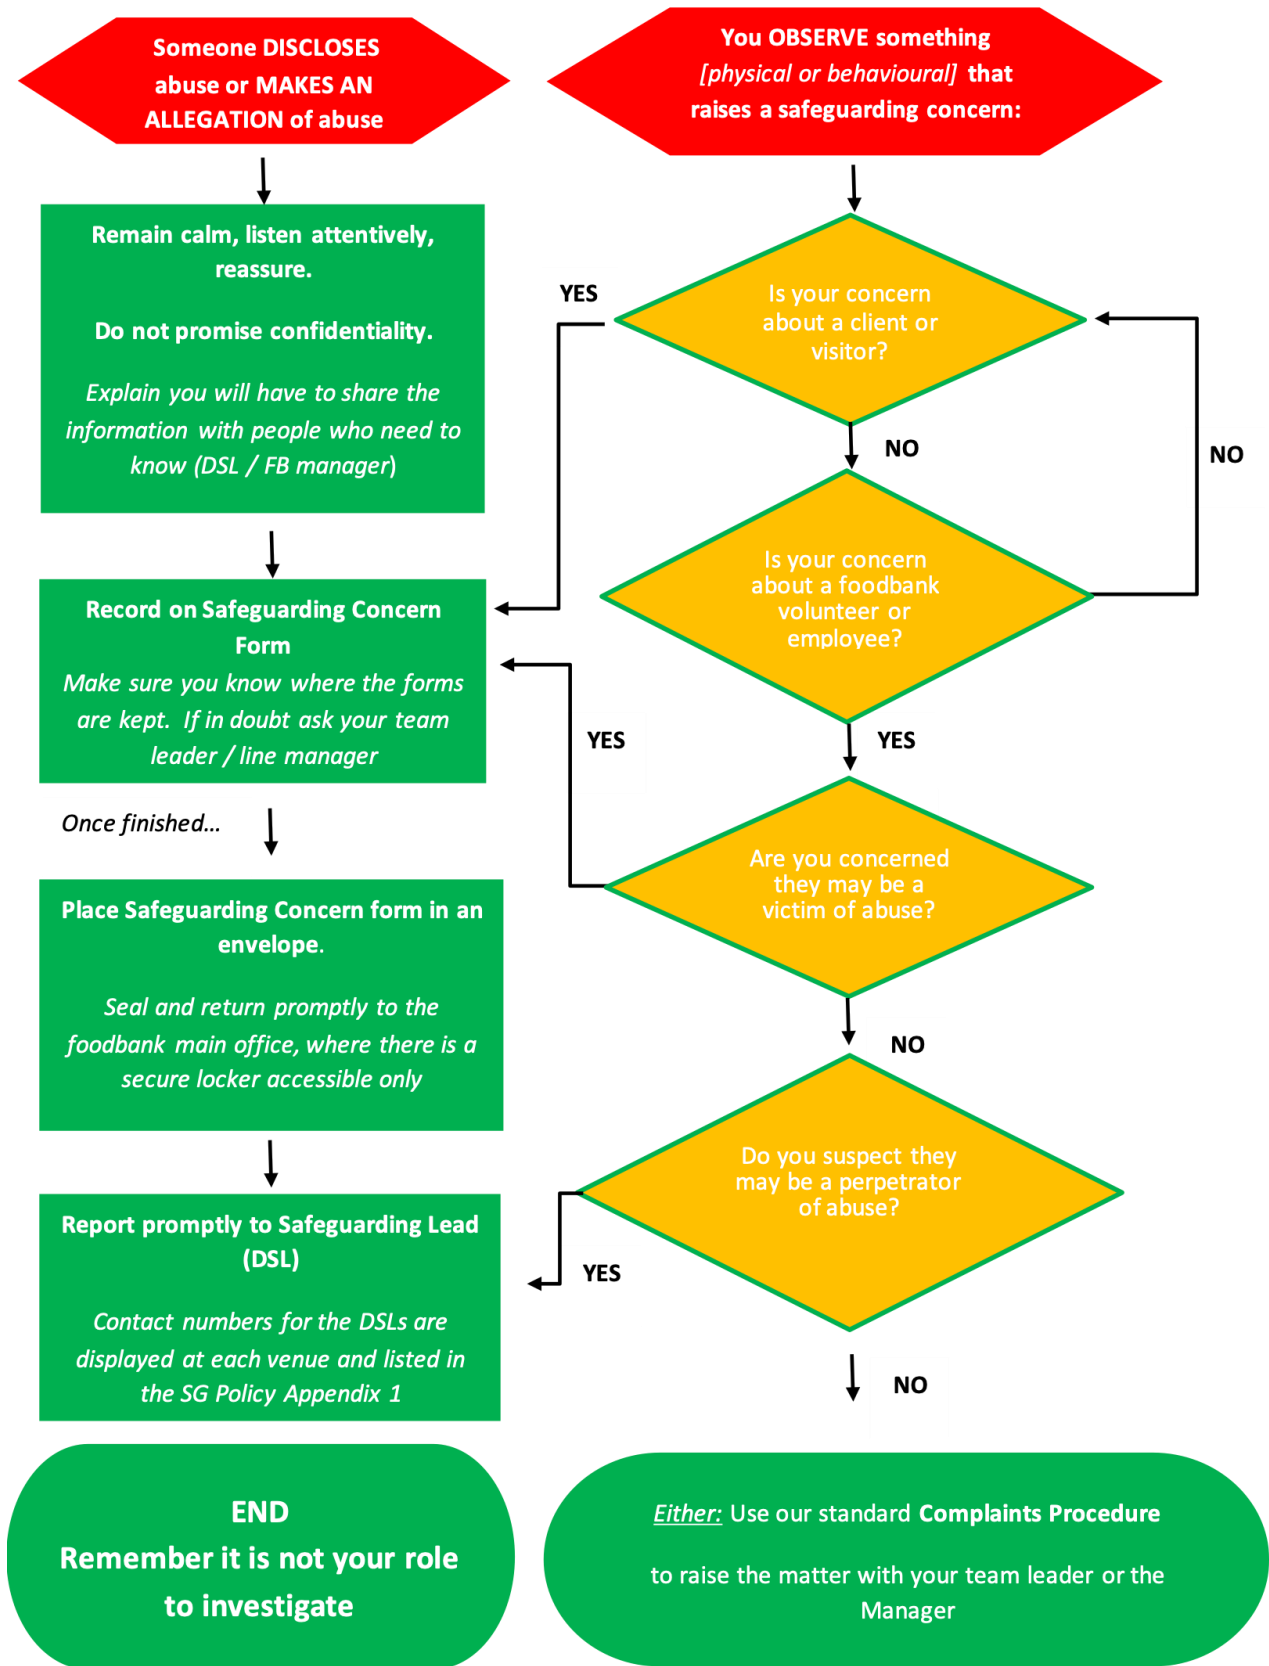 Someone DISCLOSES
abuse or MAKES AN
ALLEGATION of abuse
Remain calm, listen attentively,
reassure.
Do not promise confidentiality.
Explain you will have to share the
information with people who need to
know (DSL / FB manager)
Record on Safeguarding Concern
Form
Make sure you know where the forms
are kept.  If in doubt ask your team
leader / line manager
Once finished...
Place Safeguarding Concern form in an
envelope.
Seal and return promptly to the
foodbank main office, where there is a
secure locker accessible only
Report promptly to Safeguarding Lead
(DSL)
Contact numbers for the DSLs are
displayed at each venue and listed in
the SG Policy Appendix 1
END
Remember it is not your role
to investigate
You OBSERVE something
[physical or behavioural] that
raises a safeguarding concern:
Is your concern
about a client or
visitor?
YES
NO
Is your concern
about a foodbank
volunteer or
employee?
NO
YES
Are you concerned
they may be a
victim of abuse?
YES
NO
Do you suspect they
may be a perpetrator
of abuse?
YES
NO
Either: Use our standard Complaints Procedure
to raise the matter with your team leader or the
Manager